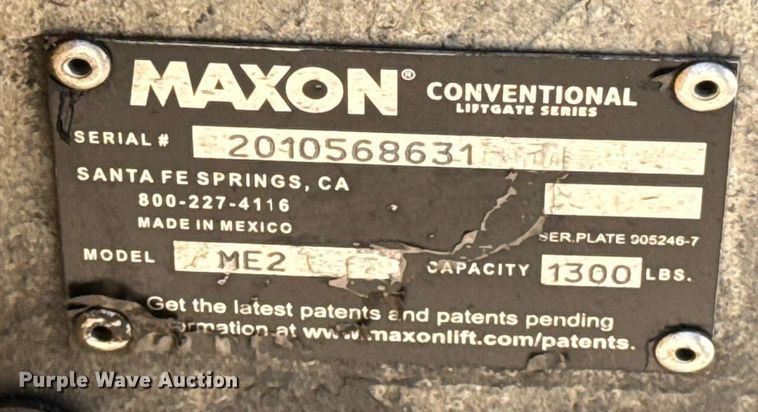 MAXON® CONVENTIONAL
LIFTGATE SERIES
SERIAL # 2010568631
SANTA FE SPRINGS, CA
800-227-4116
MADE IN MEXICO
SER.PLATE 905246-7
MODEL ME2 CAPACITY 1300 LBS.
Get the latest patents and patents pending
ormation at www.maxonlift.com/patents.
Purple Wave Auction